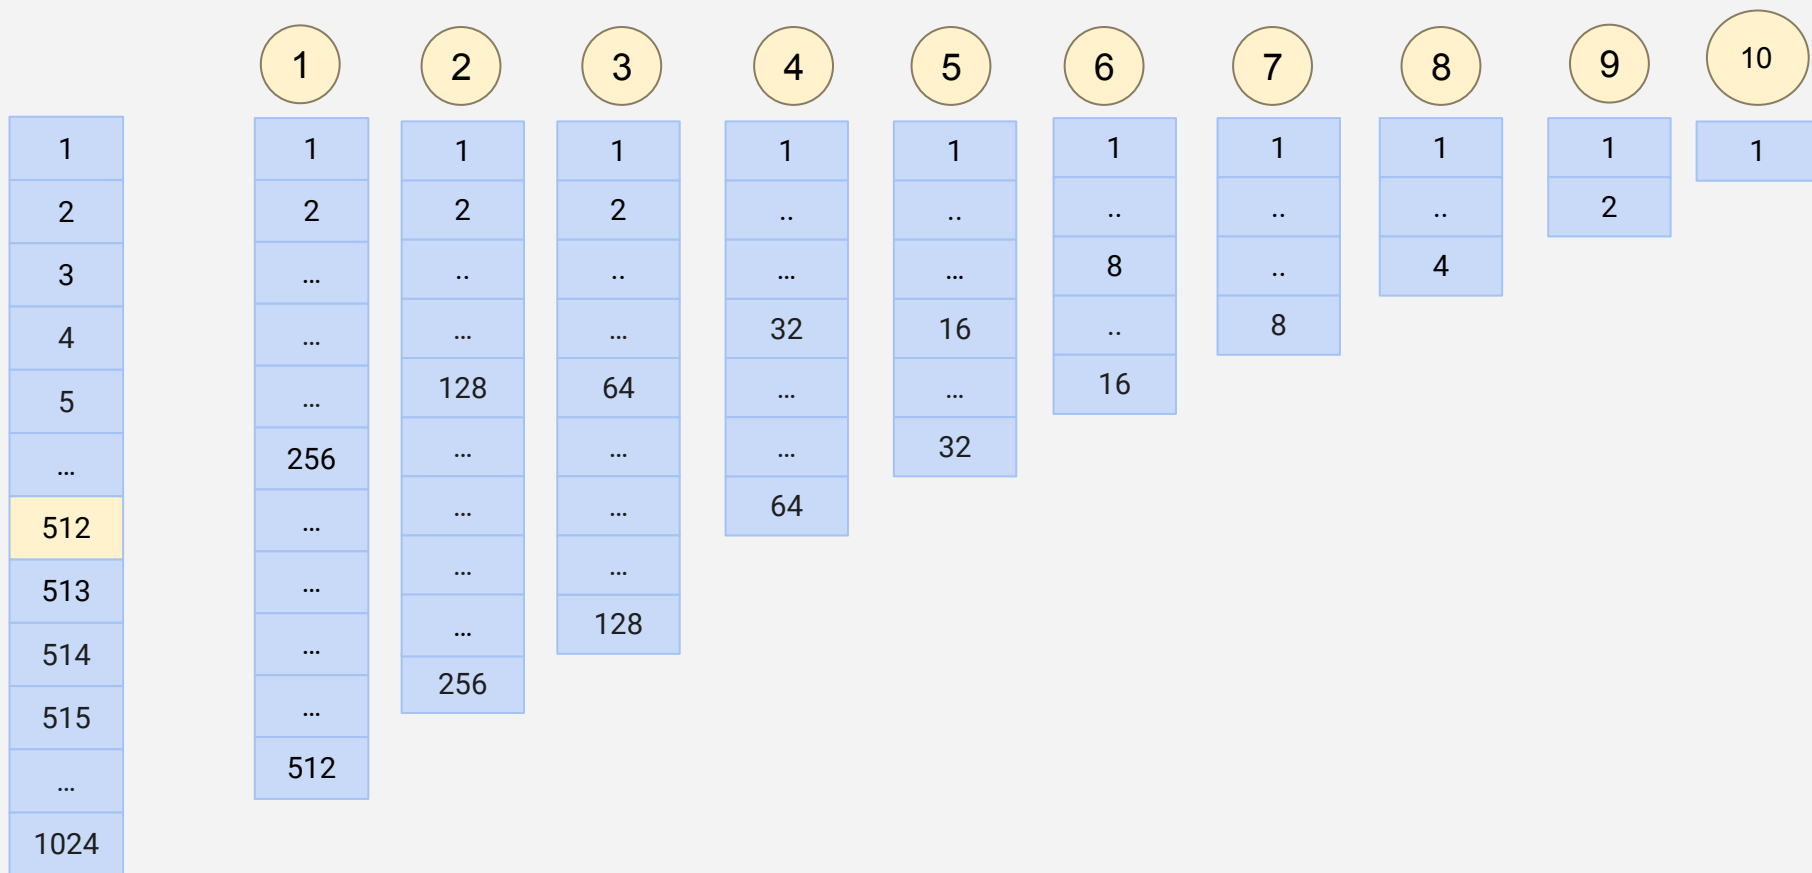 1 2 3 4 5 6 7 8 9 10
1 1 1 1 1 1 1 1 1 1 1
2 2 2 2 .. .. .. .. .. 2
3 ... .. .. ... ... 8 .. 4
4 ... ... ... 32 16 .. 8
5 ... 128 64 ... ... 16
... 256 ... ... ... 32
512 ... ... ... 64
513 ... ... ...
514 ... ... 128
515 ... 256
... 512
1024